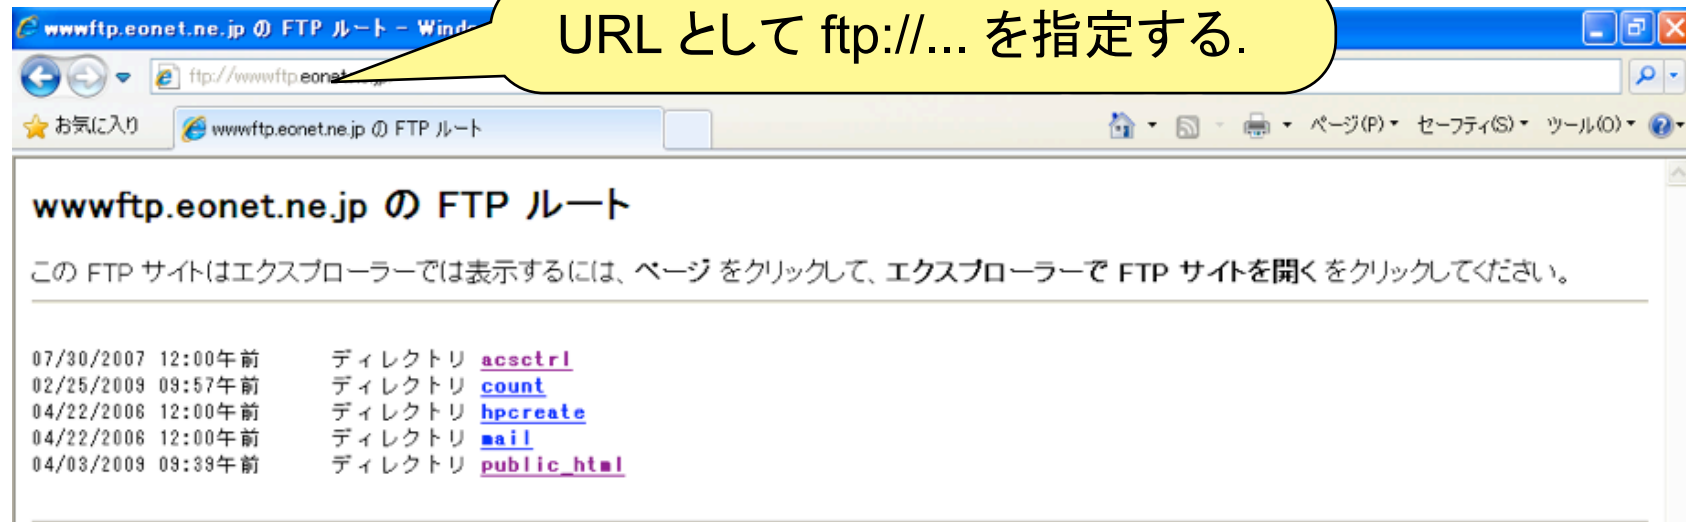 wwwftp.eonet.ne.jp の FTP ルート - Wind
URL として ftp://... を指定する.
ftp://wwwftp.eonet
お気に入り
wwwftp.eonet.ne.jp の FTP ルート
ページ(P) セーフティ(S) ツール(O)
wwwftp.eonet.ne.jp の FTP ルート
この FTP サイトはエクスプローラーでは表示するには、ページ をクリックして、エクスプローラーで FTP サイトを開く をクリックしてください。
07/30/2007 12:00午前 ディレクトリ acsctrl
02/25/2009 09:57午前 ディレクトリ count
04/22/2006 12:00午前 ディレクトリ hpcreate
04/22/2006 12:00午前 ディレクトリ mail
04/03/2009 09:39午前 ディレクトリ public_html